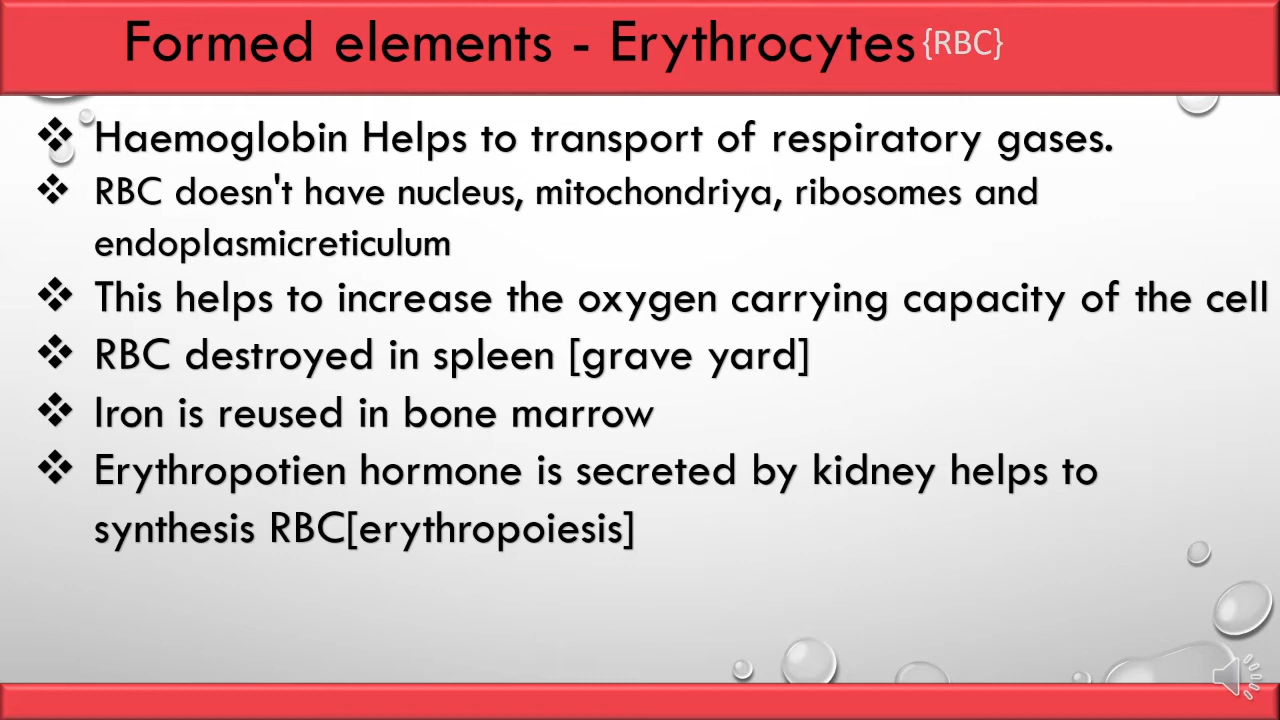 Formed elements - Erythrocytes {RBC}
❖ Haemoglobin Helps to transport of respiratory gases.
❖ RBC doesn't have nucleus, mitochondriya, ribosomes and
endoplasmicreticulum
❖ This helps to increase the oxygen carrying capacity of the cell
❖ RBC destroyed in spleen [grave yard]
❖ Iron is reused in bone marrow
❖ Erythropotien hormone is secreted by kidney helps to
synthesis RBC[erythropoiesis]